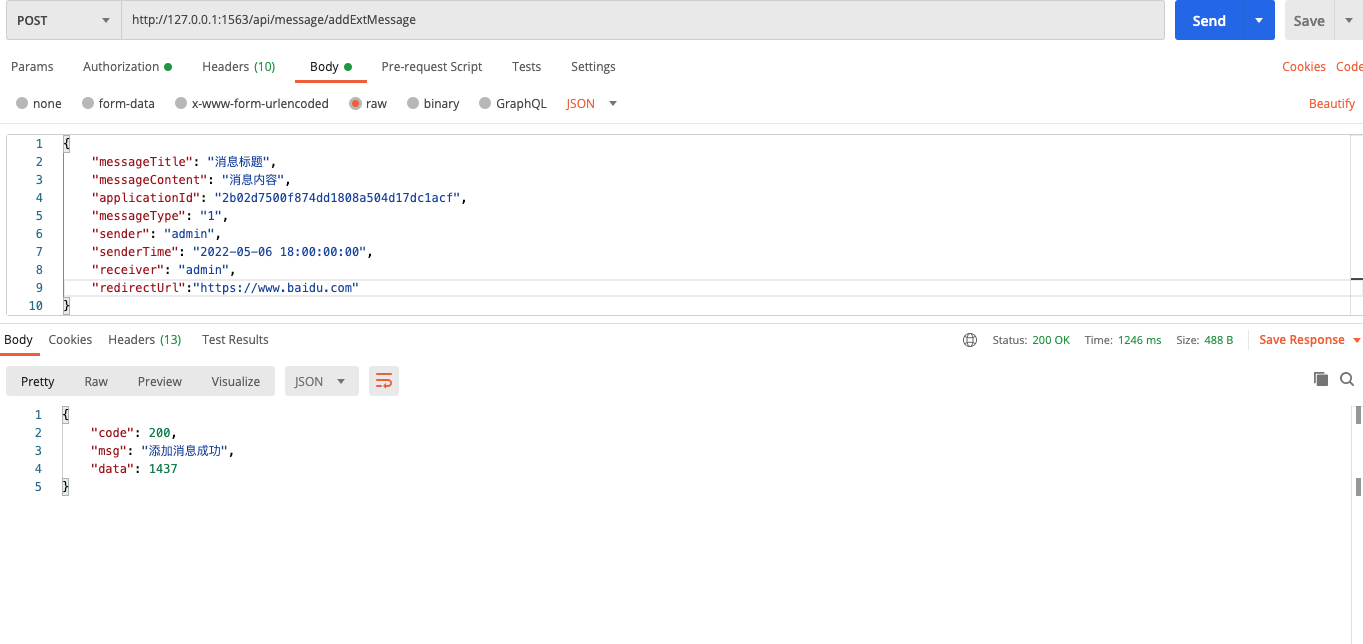 POST http://127.0.0.1:1563/api/message/addExtMessage Send Save
Params Authorization Headers (10) Body Pre-request Script Tests Settings Cookies Code
none form-data x-www-form-urlencoded raw binary GraphQL JSON Beautify
1 {
2 "messageTitle": "消息标题",
3 "messageContent": "消息内容",
4 "applicationId": "2b02d7500f874dd1808a504d17dc1acf",
5 "messageType": "1",
6 "sender": "admin",
7 "senderTime": "2022-05-06 18:00:00:00",
8 "receiver": "admin",
9 "redirectUrl":"https://www.baidu.com"
10 }
Body Cookies Headers (13) Test Results Status: 200 OK Time: 1246 ms Size: 488 B Save Response
Pretty Raw Preview Visualize JSON
1 {
2 "code": 200,
3 "msg": "添加消息成功",
4 "data": 1437
5 }